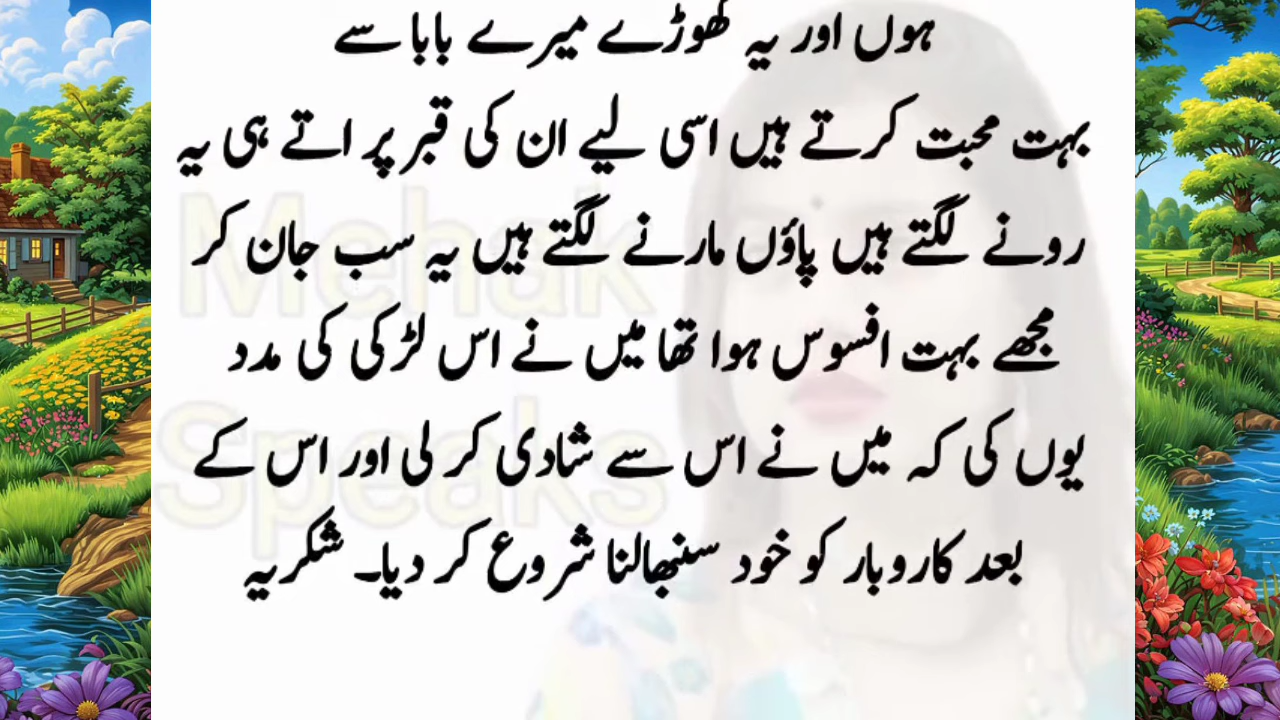 ہوں اور یہ گھوڑے میرے بابا سے
بہت محبت کرتے ہیں اسی لیے ان کی قبر پر اتے ہی یہ
رونے لگتے ہیں پاؤں مارنے لگتے ہیں یہ سب جان کر
مجھے بہت افسوس ہوا تھا میں نے اس لڑکی کی مدد
یوں کی کہ میں نے اس سے شادی کر لی اور اس کے
بعد کاروبار کو خود سنبھالنا شروع کر دیا۔ شکریہ
Mehak
Speaks